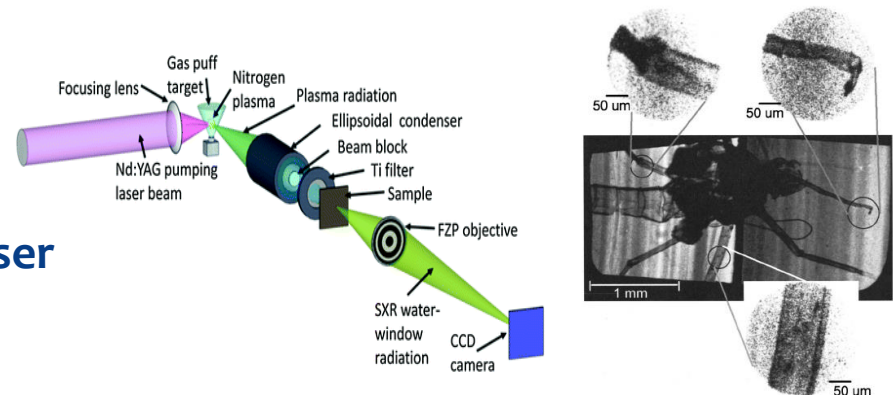 Gas puff
target
Nitrogen
plasma
Focusing lens
Plasma radiation
Ellipsoidal condenser
Beam block
Ti filter
Sample
Nd:YAG pumping
laser beam
FZP objective
ser
SXR water-
window
radiation
CCD
camera
50 um
50 um
1 mm
50 um